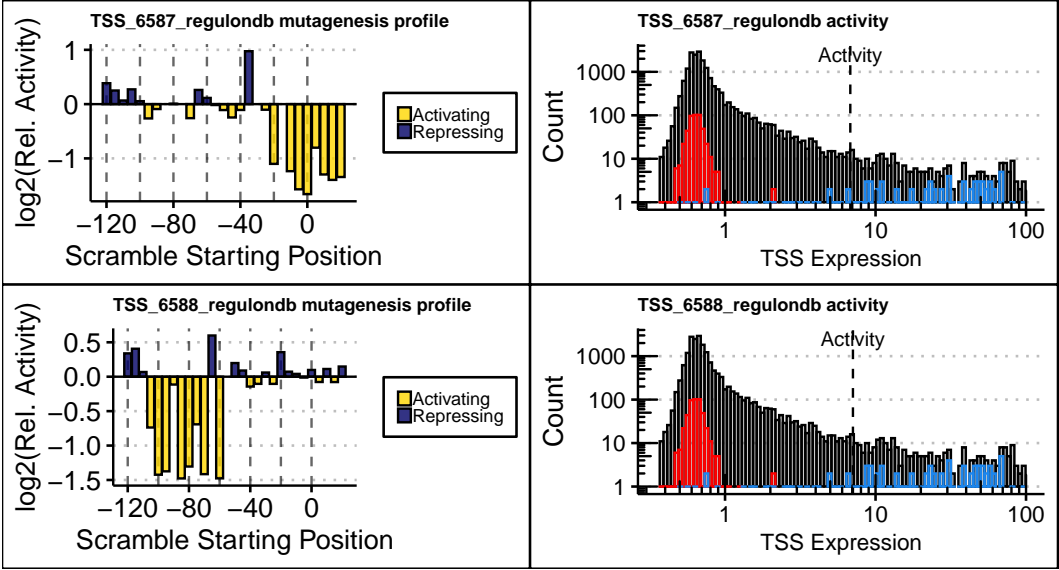 TSS_6587_regulondb mutagenesis profile
log2(Rel. Activity)
1
0
−1
−120
−80
−40
0
Scramble Starting Position
Activating
Repressing
TSS_6587_regulondb activity
Activity
Count
1000
100
10
1
1
10
100
TSS Expression
TSS_6588_regulondb mutagenesis profile
log2(Rel. Activity)
0.5
0.0
−0.5
−1.0
−1.5
−120
−80
−40
0
Scramble Starting Position
Activating
Repressing
TSS_6588_regulondb activity
Activity
Count
1000
100
10
1
1
10
100
TSS Expression